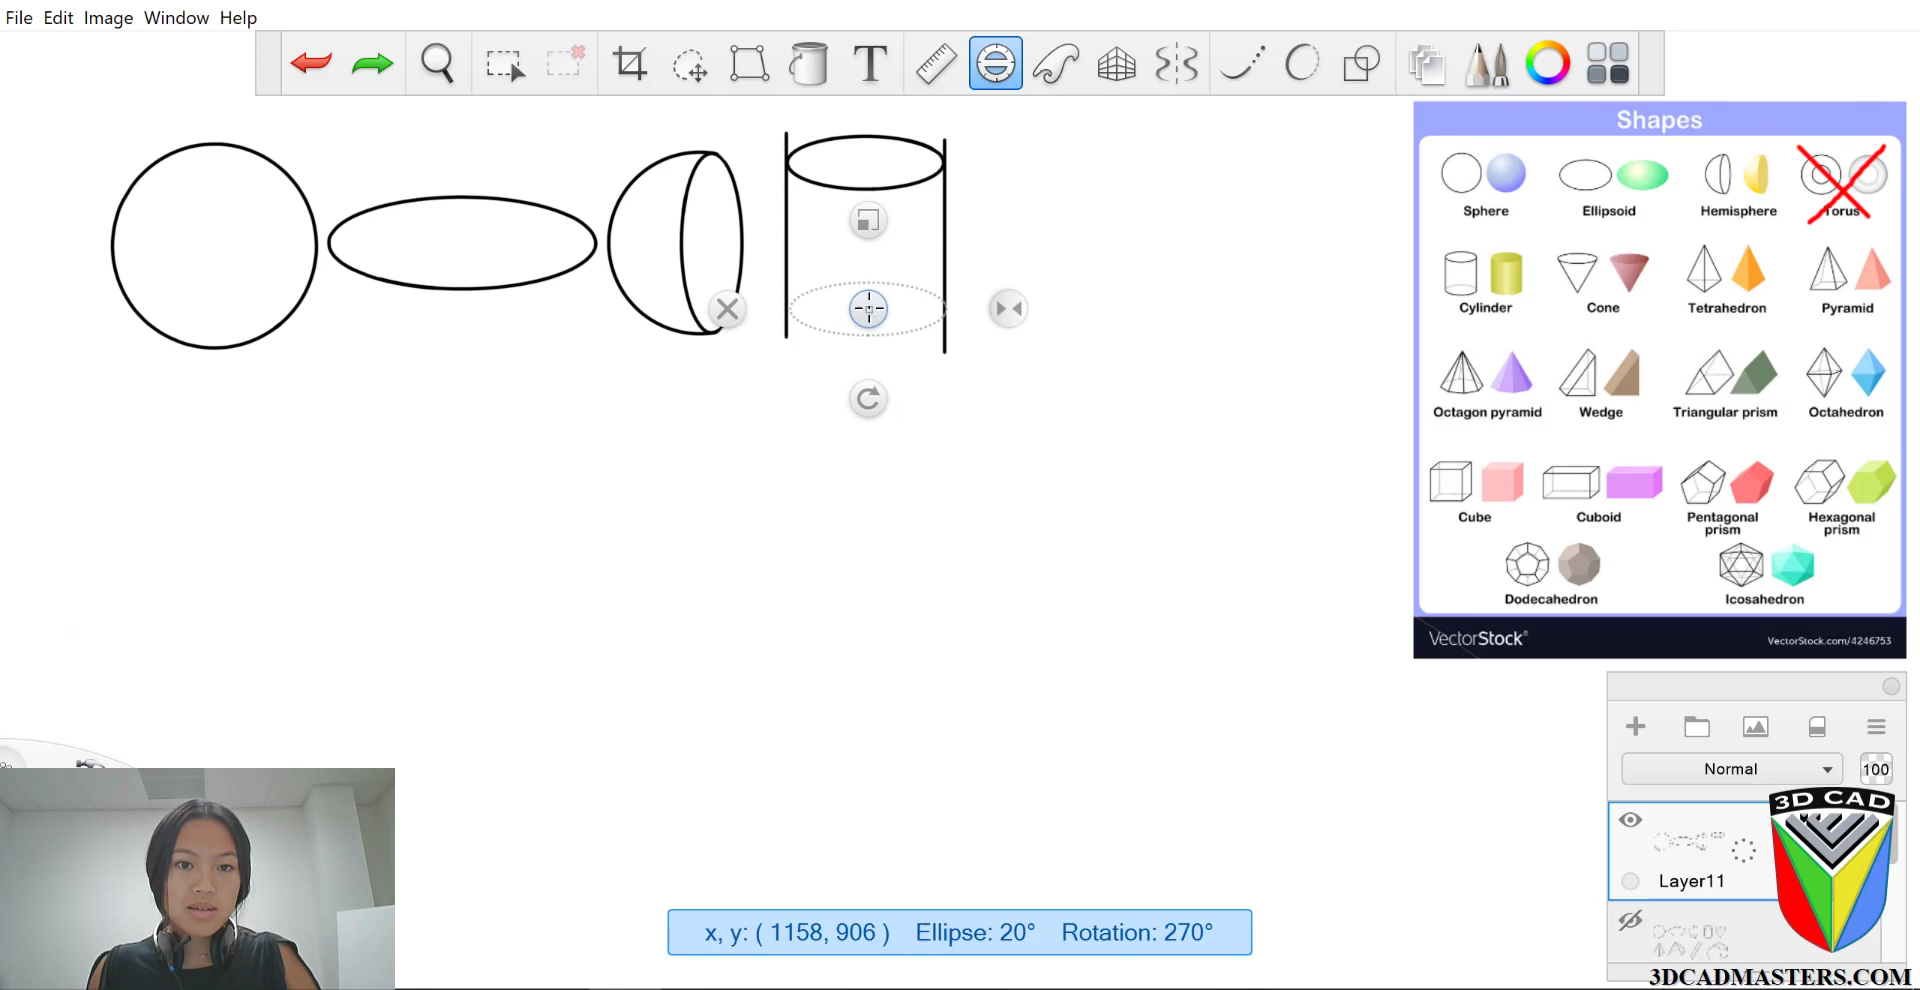 File Edit Image Window Help
T
Shapes
Sphere Ellipsoid Hemisphere Torus
Cylinder Cone Tetrahedron Pyramid
Octagon pyramid Wedge Triangular prism Octahedron
Cube Cuboid Pentagonal prism Hexagonal prism
Dodecahedron Icosahedron
VectorStock® VectorStock.com/4246753
Normal 100
3D CAD
Layer11
x, y: ( 1158, 906 ) Ellipse: 20° Rotation: 270°
3DCADMASTERS.COM